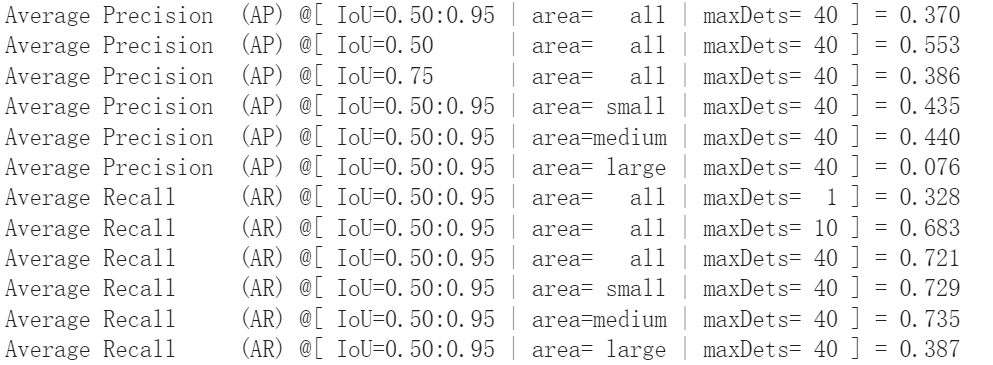 Average Precision  (AP) @[ IoU=0.50:0.95 | area=   all | maxDets= 40 ] = 0.370
Average Precision  (AP) @[ IoU=0.50      | area=   all | maxDets= 40 ] = 0.553
Average Precision  (AP) @[ IoU=0.75      | area=   all | maxDets= 40 ] = 0.386
Average Precision  (AP) @[ IoU=0.50:0.95 | area= small | maxDets= 40 ] = 0.435
Average Precision  (AP) @[ IoU=0.50:0.95 | area=medium | maxDets= 40 ] = 0.440
Average Precision  (AP) @[ IoU=0.50:0.95 | area= large | maxDets= 40 ] = 0.076
Average Recall     (AR) @[ IoU=0.50:0.95 | area=   all | maxDets=  1 ] = 0.328
Average Recall     (AR) @[ IoU=0.50:0.95 | area=   all | maxDets= 10 ] = 0.683
Average Recall     (AR) @[ IoU=0.50:0.95 | area=   all | maxDets= 40 ] = 0.721
Average Recall     (AR) @[ IoU=0.50:0.95 | area= small | maxDets= 40 ] = 0.729
Average Recall     (AR) @[ IoU=0.50:0.95 | area=medium | maxDets= 40 ] = 0.735
Average Recall     (AR) @[ IoU=0.50:0.95 | area= large | maxDets= 40 ] = 0.387